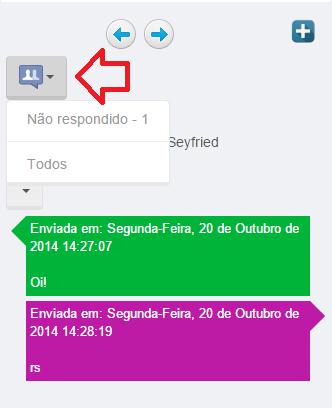 Não respondido - 1
Seyfried
Todos
Enviada em: Segunda-Feira, 20 de Outubro de
2014 14:27:07
Oi!
Enviada em: Segunda-Feira, 20 de Outubro de
2014 14:28:19
rs